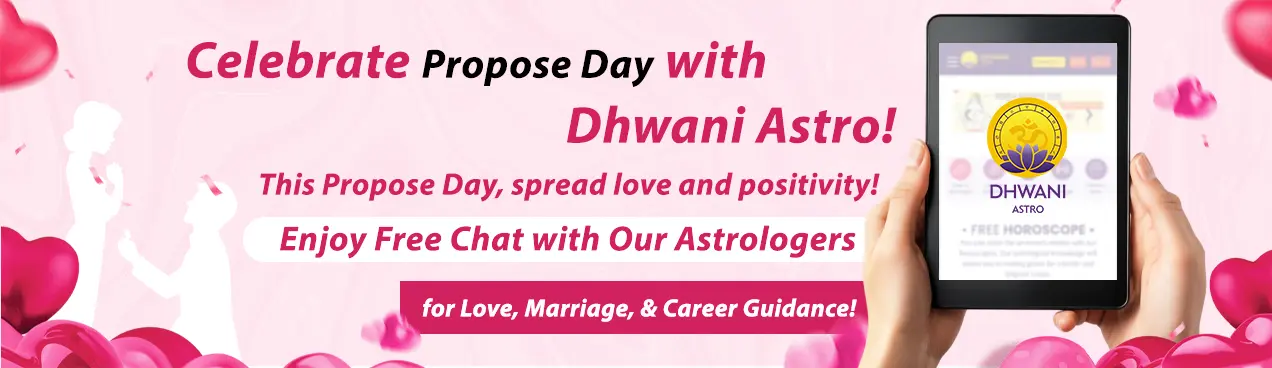 Celebrate Propose Day with
Dhwani Astro!
This Propose Day, spread love and positivity!
Enjoy Free Chat with Our Astrologers
for Love, Marriage, & Career Guidance!
DHWANI
ASTRO
• FREE HOROSCOPE •